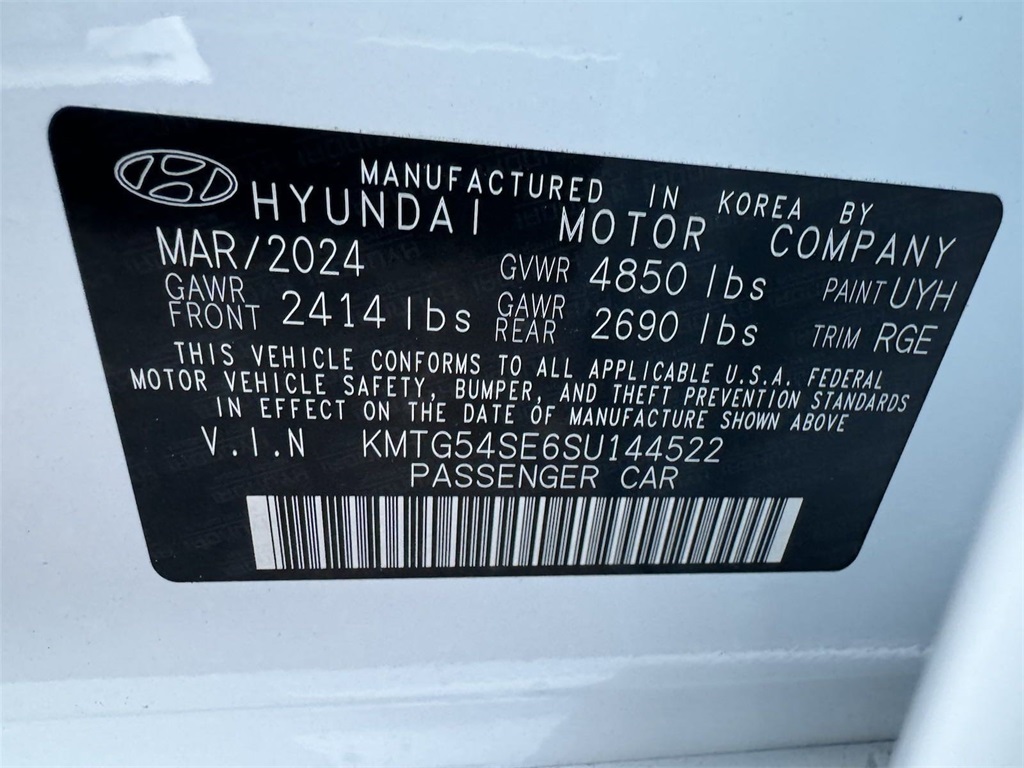 MANUFACTURED IN KOREA BY
HYUNDAI MOTOR COMPANY
MAR/2024 GVWR 4850 lbs PAINT UYH
GAWR FRONT 2414 lbs GAWR REAR 2690 lbs TRIM RGE
THIS VEHICLE CONFORMS TO ALL APPLICABLE U.S.A. FEDERAL
MOTOR VEHICLE SAFETY, BUMPER, AND THEFT PREVENTION STANDARDS
IN EFFECT ON THE DATE OF MANUFACTURE SHOWN ABOVE
V.I.N KMTG54SE6SU144522
PASSENGER CAR